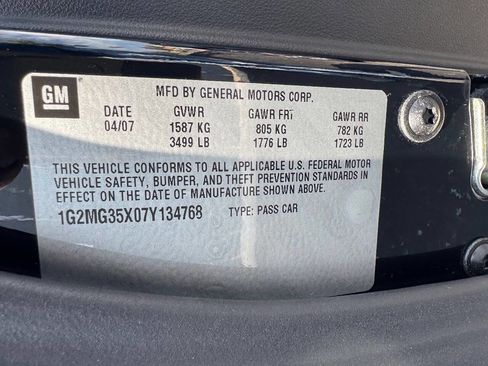 GM
MFD BY GENERAL MOTORS CORP.
DATE GVWR GAWR FRT GAWR RR
04/07 1587 KG 805 KG 782 KG
3499 LB 1776 LB 1723 LB
THIS VEHICLE CONFORMS TO ALL APPLICABLE U.S. FEDERAL MOTOR
VEHICLE SAFETY, BUMPER, AND THEFT PREVENTION STANDARDS IN
EFFECT ON THE DATE OF MANUFACTURE SHOWN ABOVE.
1G2MG35X07Y134768 TYPE: PASS CAR